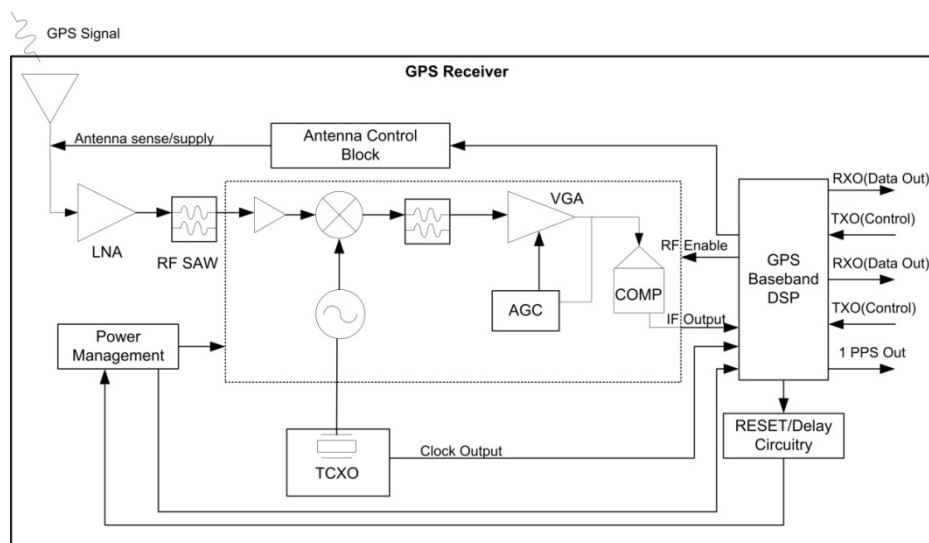 GPS Signal
GPS Receiver
Antenna sense/supply
Antenna Control
Block
RXO(Data Out)
VGA
TXO(Control)
LNA
RF SAW
RF Enable
GPS
Baseband
DSP
RXO(Data Out)
AGC
COMP
TXO(Control)
IF Output
Power
Management
1 PPS Out
RESET/Delay
Circuitry
Clock Output
TCXO